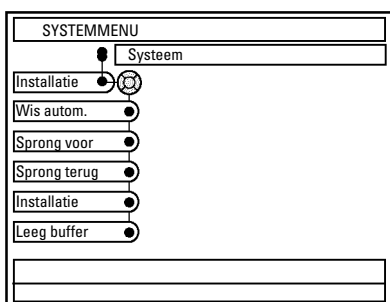 SYSTEMMENU
Systeem
Installatie
Wis autom.
Sprong voor
Sprong terug
Installatie
Leeg buffer